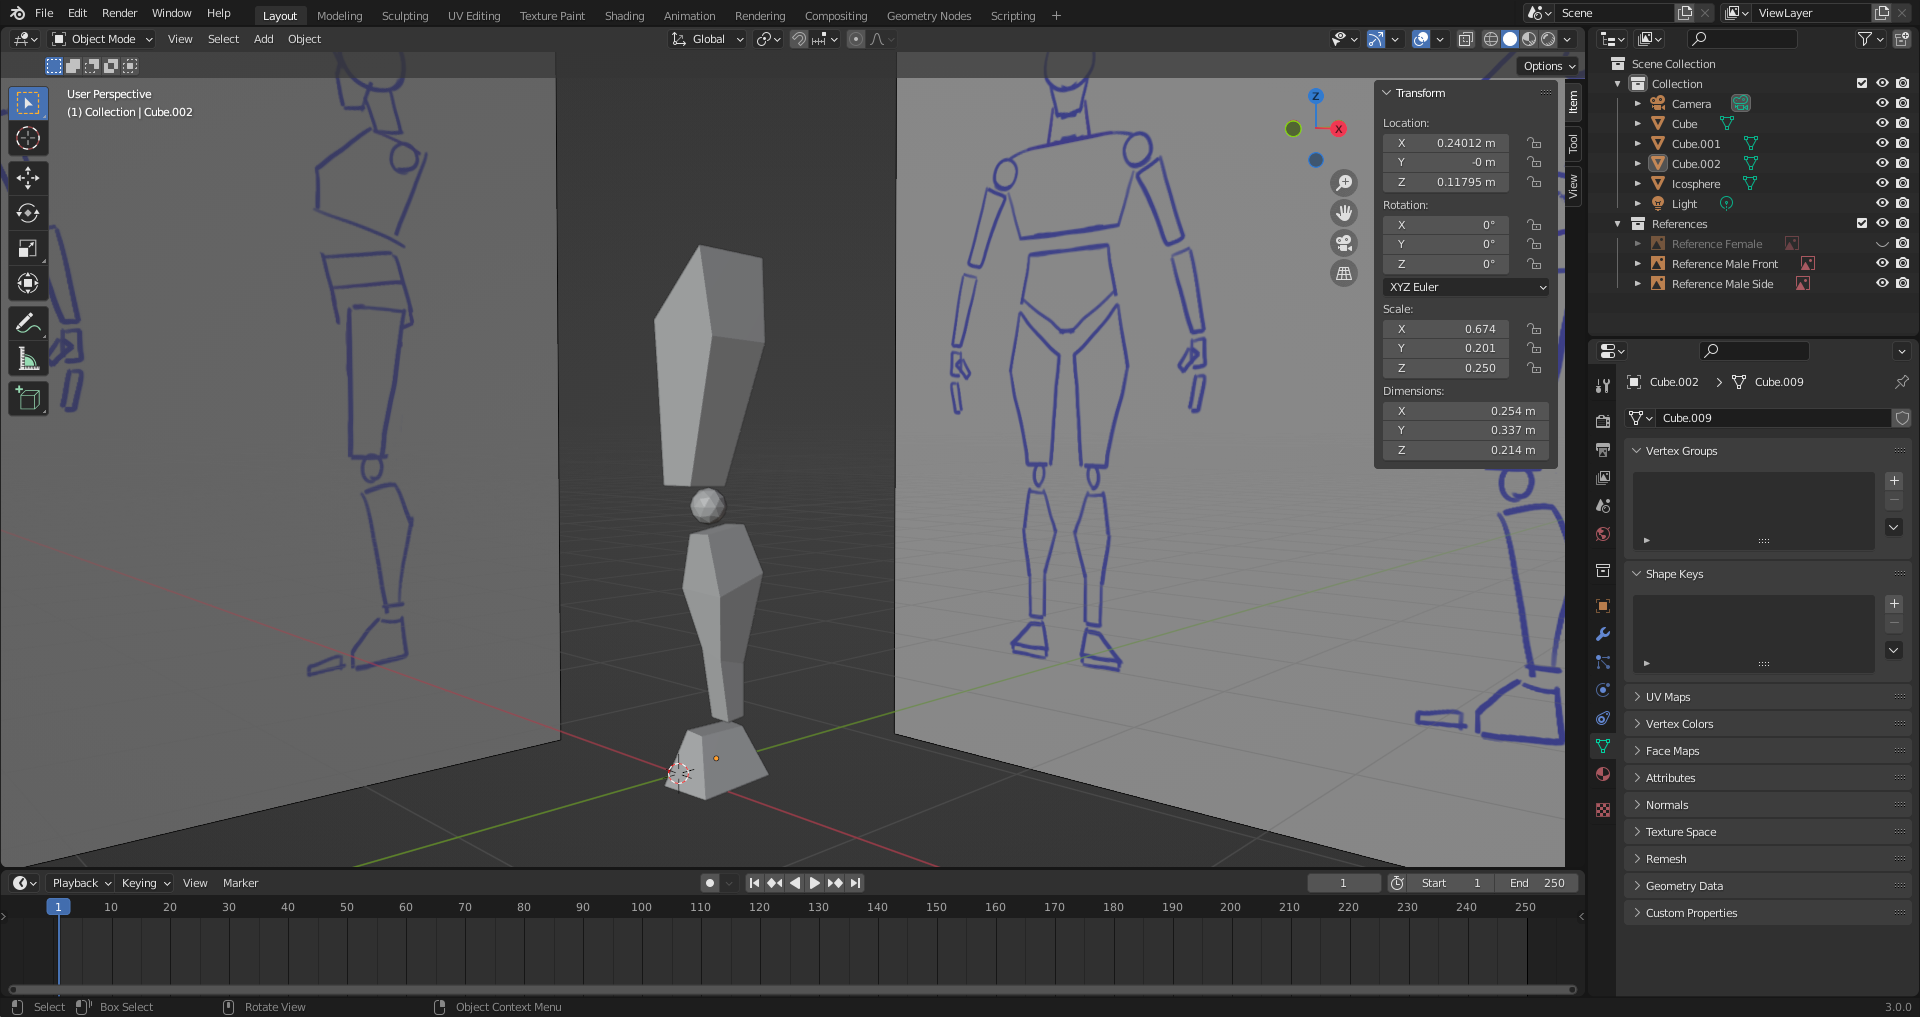 File Edit Render Window Help Layout Modeling Sculpting UV Editing Texture Paint Shading Animation Rendering Compositing Geometry Nodes Scripting + Scene ViewLayer
Object Mode View Select Add Object Global
Options
User Perspective
(1) Collection | Cube.002
Z
X
Transform
Location:
X 0.24012 m
Y -0 m
Z 0.11795 m
Rotation:
X 0°
Y 0°
Z 0°
XYZ Euler
Scale:
X 0.674
Y 0.201
Z 0.250
Dimensions:
X 0.254 m
Y 0.337 m
Z 0.214 m
Item
Tool
View
Scene Collection
Collection
Camera
Cube
Cube.001
Cube.002
Icosphere
Light
References
Reference Female
Reference Male Front
Reference Male Side
Cube.002 Cube.009
Cube.009
Vertex Groups
Shape Keys
UV Maps
Vertex Colors
Face Maps
Attributes
Normals
Texture Space
Remesh
Geometry Data
Custom Properties
Playback Keying View Marker 1 Start 1 End 250
1 10 20 30 40 50 60 70 80 90 100 110 120 130 140 150 160 170 180 190 200 210 220 230 240 250
Select Box Select Rotate View Object Context Menu 3.0.0